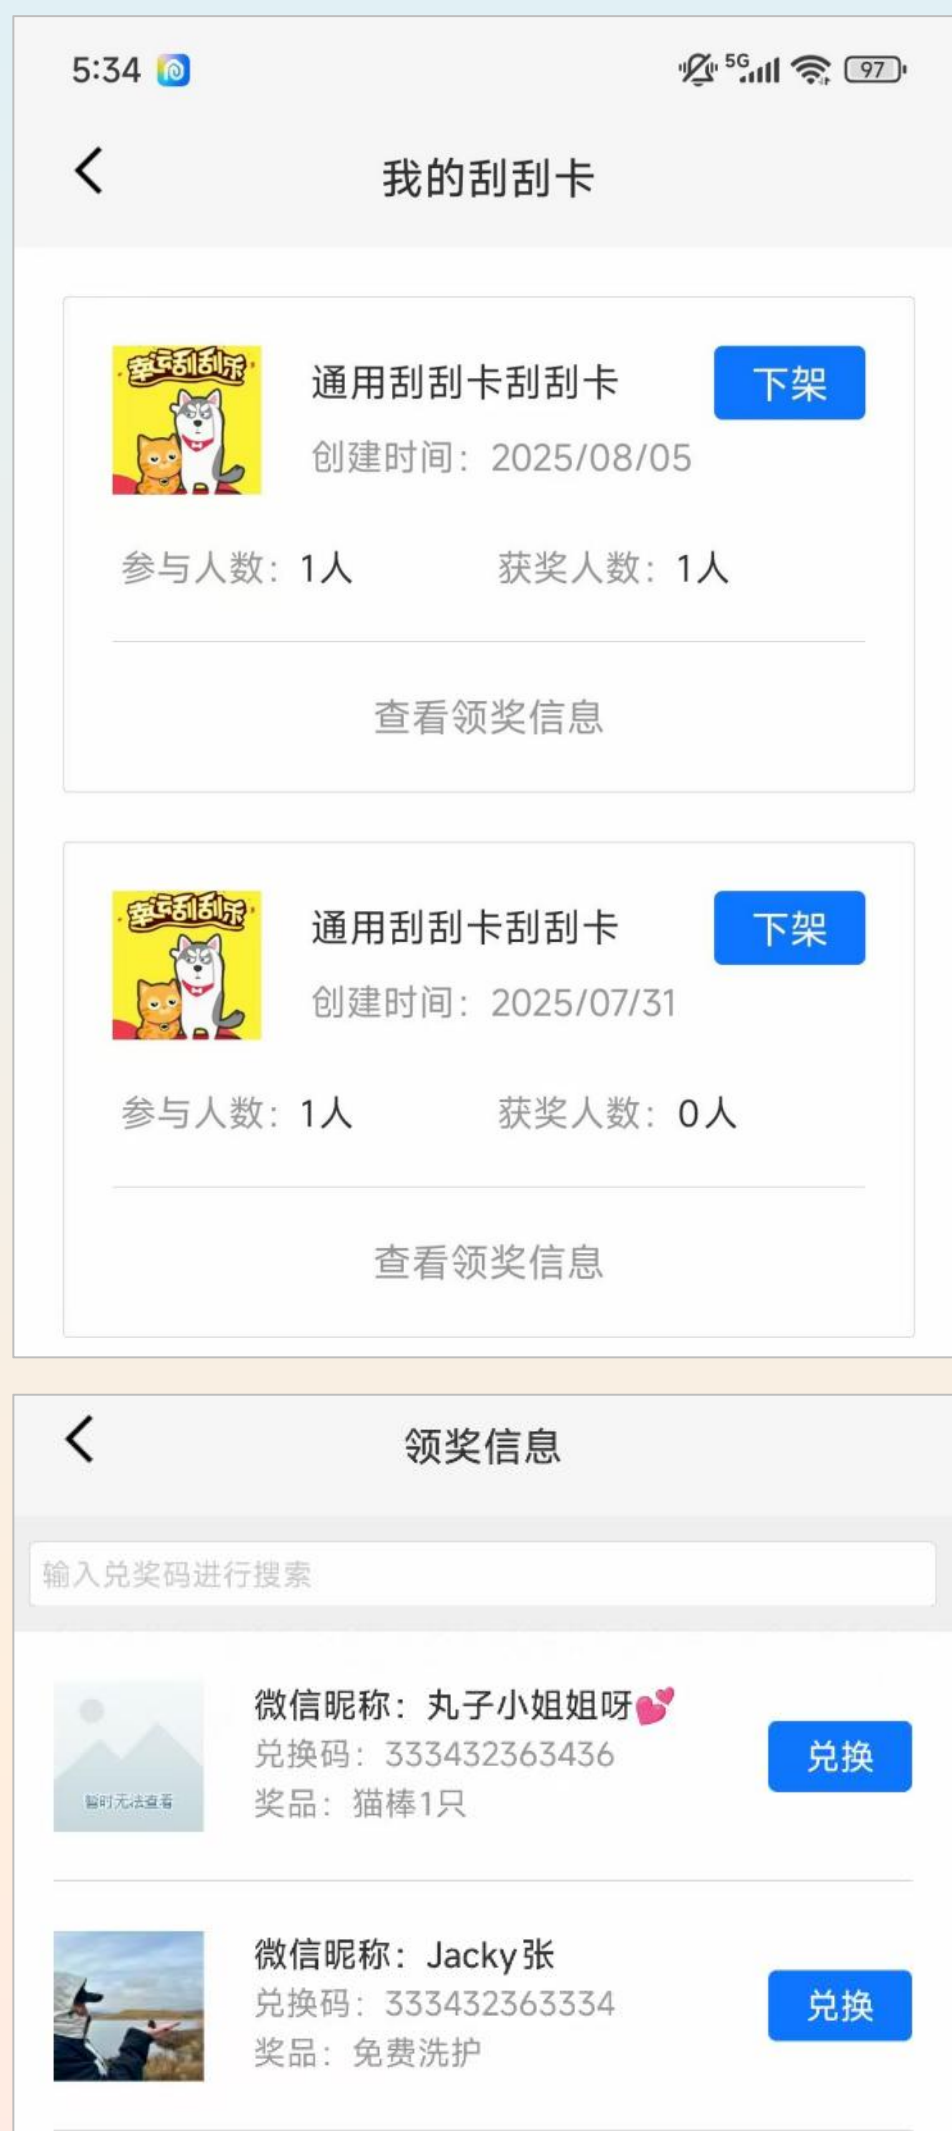 5:34
5G
97
我的刮刮卡
幸运刮刮乐
通用刮刮卡刮刮卡
下架
创建时间：2025/08/05
参与人数：1人
获奖人数：1人
查看领奖信息
幸运刮刮乐
通用刮刮卡刮刮卡
下架
创建时间：2025/07/31
参与人数：1人
获奖人数：0人
查看领奖信息
领奖信息
输入兑奖码进行搜索
微信昵称：丸子小姐姐呀💕
兑换码：333432363436
兑换
奖品：猫棒1只
暂时无法查看
微信昵称：Jacky张
兑换码：333432363334
兑换
奖品：免费洗护